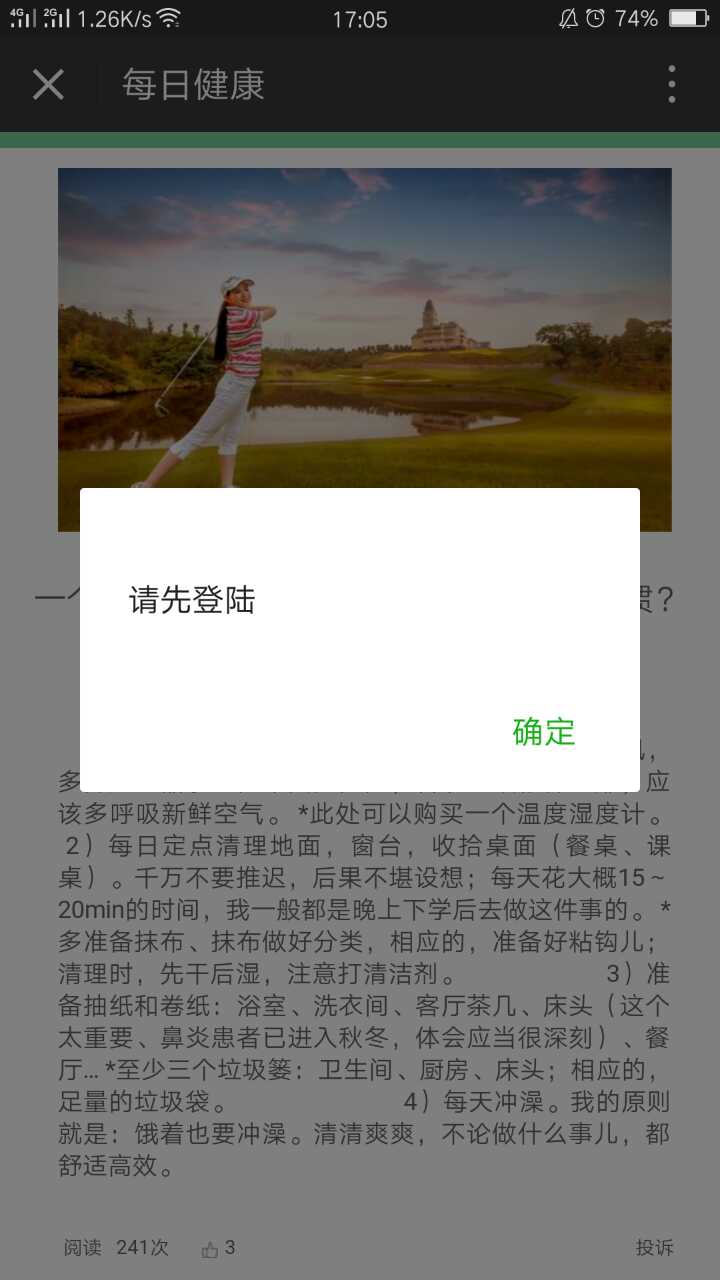 4G 2G 1.26K/s 17:05 74%
每日健康
请先登陆
确定
该多呼吸新鲜空气。*此处可以购买一个温度湿度计。
2）每日定点清理地面，窗台，收拾桌面（餐桌、课
桌）。千万不要推迟，后果不堪设想；每天花大概15～
20min的时间，我一般都是晚上下学后去做这件事的。*
多准备抹布、抹布做好分类，相应的，准备好粘钩儿；
清理时，先干后湿，注意打清洁剂。 3）准
备抽纸和卷纸：浴室、洗衣间、客厅茶几、床头（这个
太重要、鼻炎患者已进入秋冬，体会应当很深刻）、餐
厅... *至少三个垃圾篓：卫生间、厨房、床头；相应的，
足量的垃圾袋。 4）每天冲澡。我的原则
就是：饿着也要冲澡。清清爽爽，不论做什么事儿，都
舒适高效。
阅读 241次 3 投诉